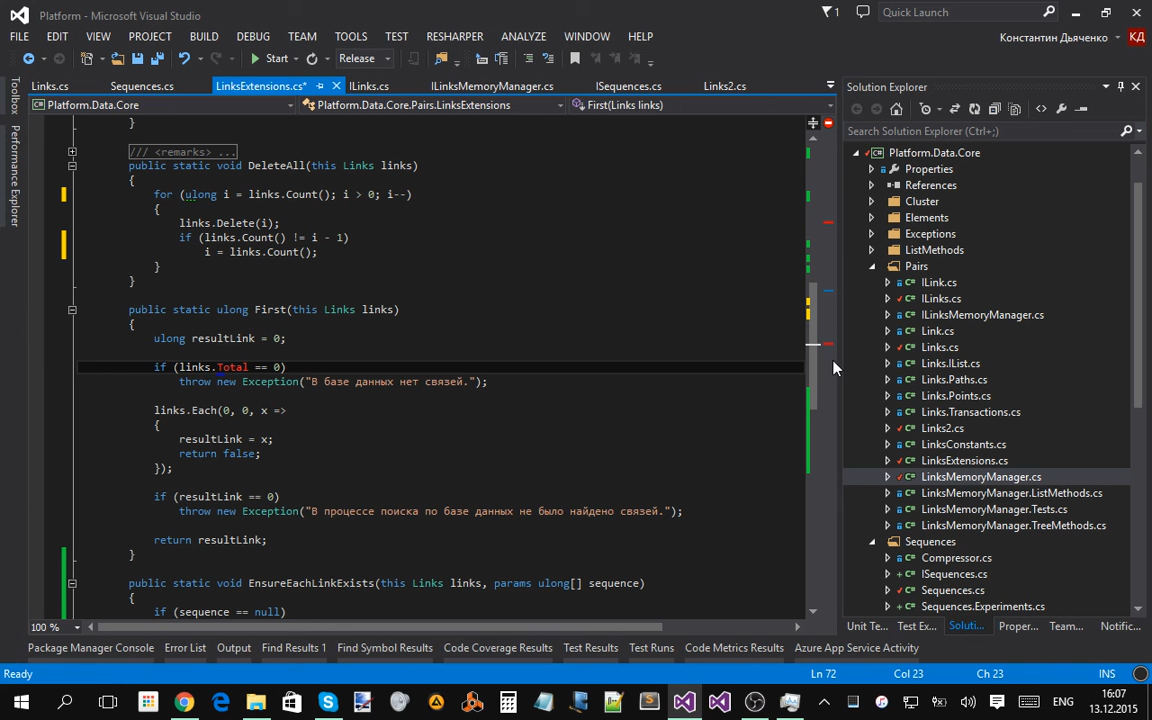 Platform - Microsoft Visual Studio
1
Quick Launch
FILE EDIT VIEW PROJECT BUILD DEBUG TEAM TOOLS TEST RESHARPER ANALYZE WINDOW HELP
Константин Дьяченко КД
Start Release
Links.cs Sequences.cs LinksExtensions.cs* ILinks.cs ILinksMemoryManager.cs ISequences.cs Links2.cs
Platform.Data.Core Platform.Data.Core.Pairs.LinksExtensions First(Links links)
Toolbox
Performance Explorer
}
/// <remarks> ...
public static void DeleteAll(this Links links)
{
for (ulong i = links.Count(); i > 0; i--)
{
links.Delete(i);
if (links.Count() != i - 1)
i = links.Count();
}
}
public static ulong First(this Links links)
{
ulong resultLink = 0;
if (links.Total == 0)
throw new Exception("В базе данных нет связей.");
links.Each(0, 0, x =>
{
resultLink = x;
return false;
});
if (resultLink == 0)
throw new Exception("В процессе поиска по базе данных не было найдено связей.");
return resultLink;
}
public static void EnsureEachLinkExists(this Links links, params ulong[] sequence)
{
if (sequence == null)
100 %
Solution Explorer
Search Solution Explorer (Ctrl+;)
Platform.Data.Core
Properties
References
Cluster
Elements
Exceptions
ListMethods
Pairs
ILink.cs
ILinks.cs
ILinksMemoryManager.cs
Link.cs
Links.cs
Links.IList.cs
Links.Paths.cs
Links.Points.cs
Links.Transactions.cs
Links2.cs
LinksConstants.cs
LinksExtensions.cs
LinksMemoryManager.cs
LinksMemoryManager.ListMethods.cs
LinksMemoryManager.Tests.cs
LinksMemoryManager.TreeMethods.cs
Sequences
Compressor.cs
ISequences.cs
Sequences.cs
Sequences.Experiments.cs
Unit Te... Test Ex... Soluti... Proper... Team... Notific...
Package Manager Console Error List Output Find Results 1 Find Symbol Results Code Coverage Results Test Results Test Runs Code Metrics Results Azure App Service Activity
Ready Ln 72 Col 23 Ch 23 INS
ENG 16:07
13.12.2015